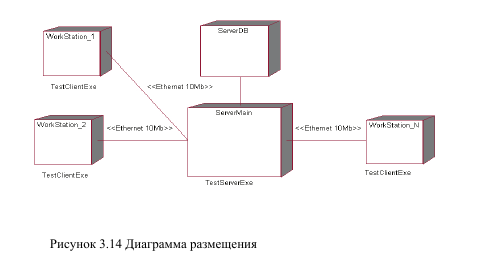 WorkStation_1
ServerDB
TestClientExe
<<Ethernet 10Mb>>
WorkStation_2
<<Ethernet 10Mb>>
ServerMain
<<Ethernet 10Mb>>
WorkStation_N
TestClientExe
TestServerExe
TestClientExe
Рисунок 3.14 Диаграмма размещения